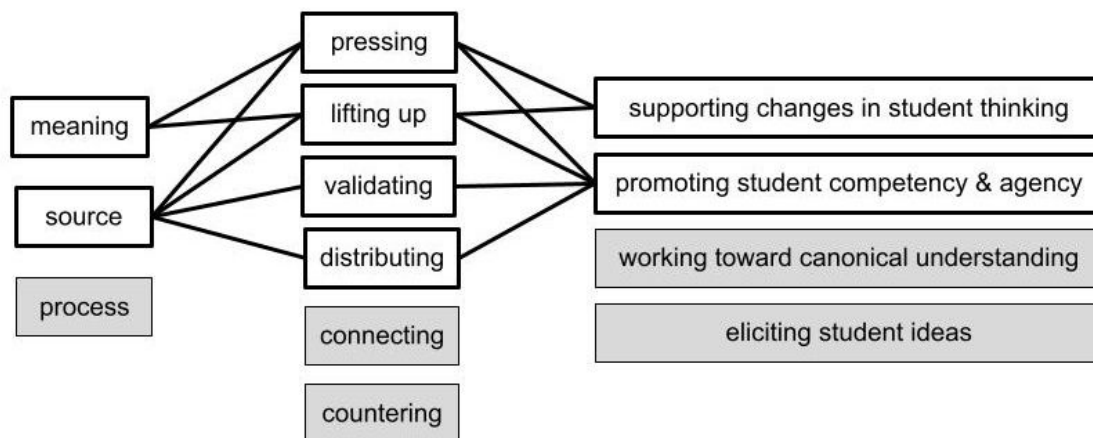 meaning
source
process
pressing
lifting up
validating
distributing
connecting
countering
supporting changes in student thinking
promoting student competency & agency
working toward canonical understanding
eliciting student ideas